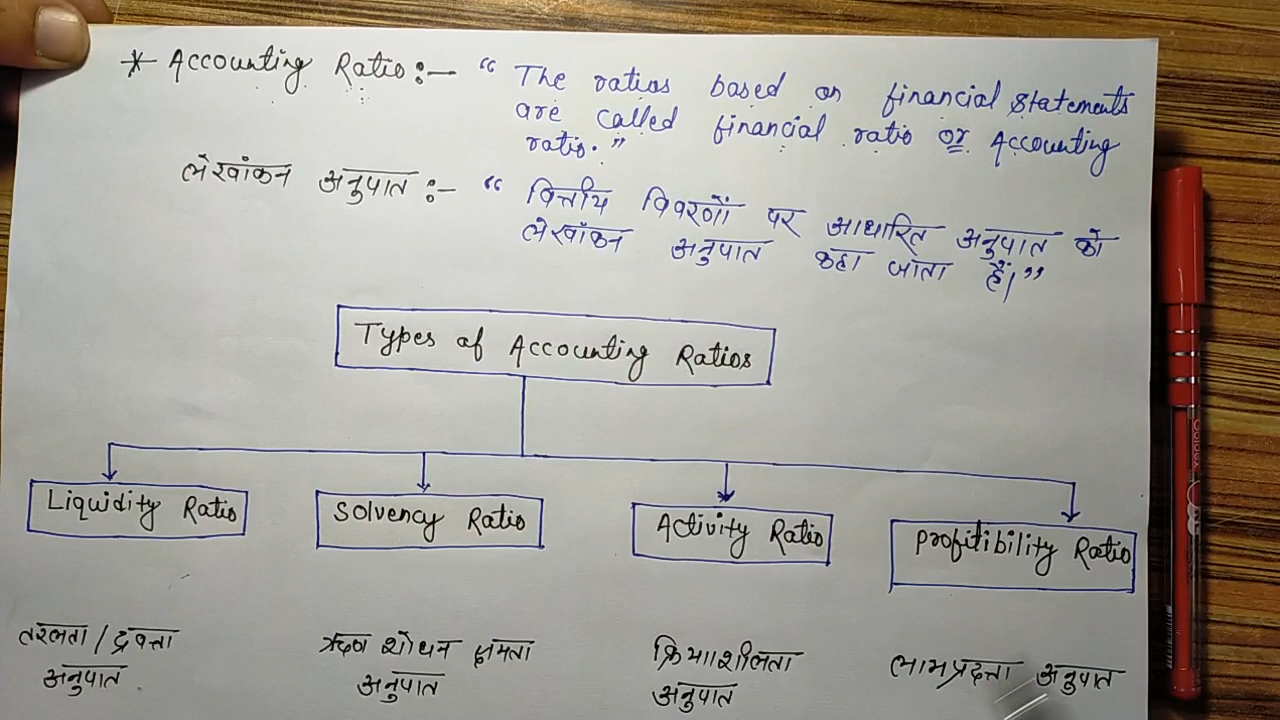 * Accounting Ratio:- “ The ratios based on financial statements
are called financial ratio or Accounting
ratio.”
लेखांकन अनुपात :- “ वित्तीय विवरणों पर आधारित अनुपात को
लेखांकन अनुपात कहा जाता हैं।”
Types of Accounting Ratios
Liquidity Ratio
Solvency Ratio
Activity Ratio
Profitibility Ratio
तरलता / द्रवता
अनुपात
ऋण शोधन क्षमता
अनुपात
क्रियाशीलता
अनुपात
लाभप्रदत्ता अनुपात